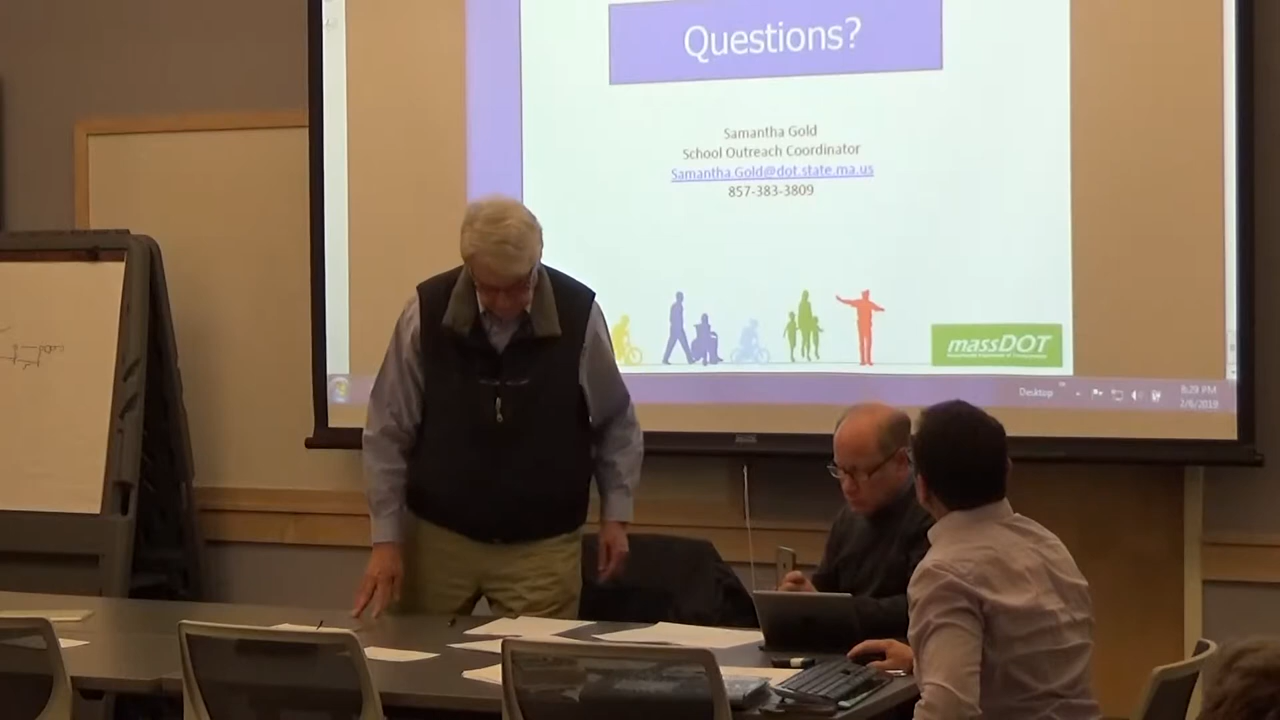 Questions?
Samantha Gold
School Outreach Coordinator
Samantha.Gold@dot.state.ma.us
857-383-3809
massDOT
Desktop
8:29 PM
2/6/2019